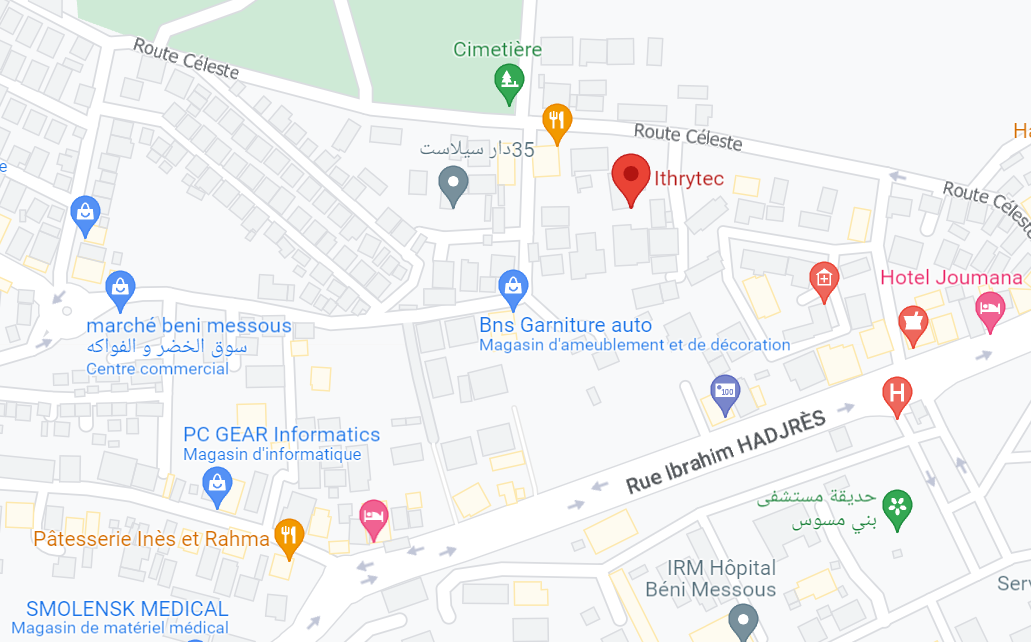 Cimetière
Route Céleste
Route Céleste
35دار سيلاست
Ithrytec
Route Céleste
Hotel Joumana
marché beni messous
سوق الخضر و الفواكه
Centre commercial
Bns Garniture auto
Magasin d'ameublement et de décoration
100
H
Rue Ibrahim HADJRÈS
PC GEAR Informatics
Magasin d'informatique
حديقة مستشفى
بني مسوس
Pâtesserie Inès et Rahma
IRM Hôpital
Béni Messous
SMOLENSK MEDICAL
Magasin de matériel médical